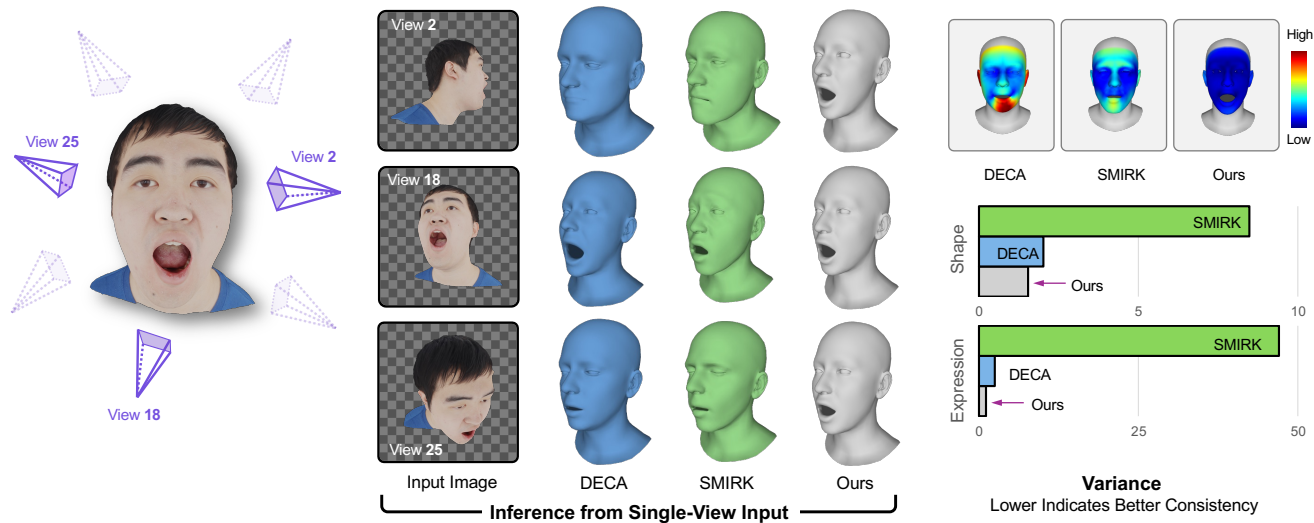 View 25
View 2
View 18
View 2
View 18
View 25
Input Image
DECA
SMIRK
Ours
Inference from Single-View Input
High
Low
DECA
SMIRK
Ours
Shape
SMIRK
DECA
Ours
0
5
10
Expression
SMIRK
DECA
Ours
0
25
50
Variance
Lower Indicates Better Consistency